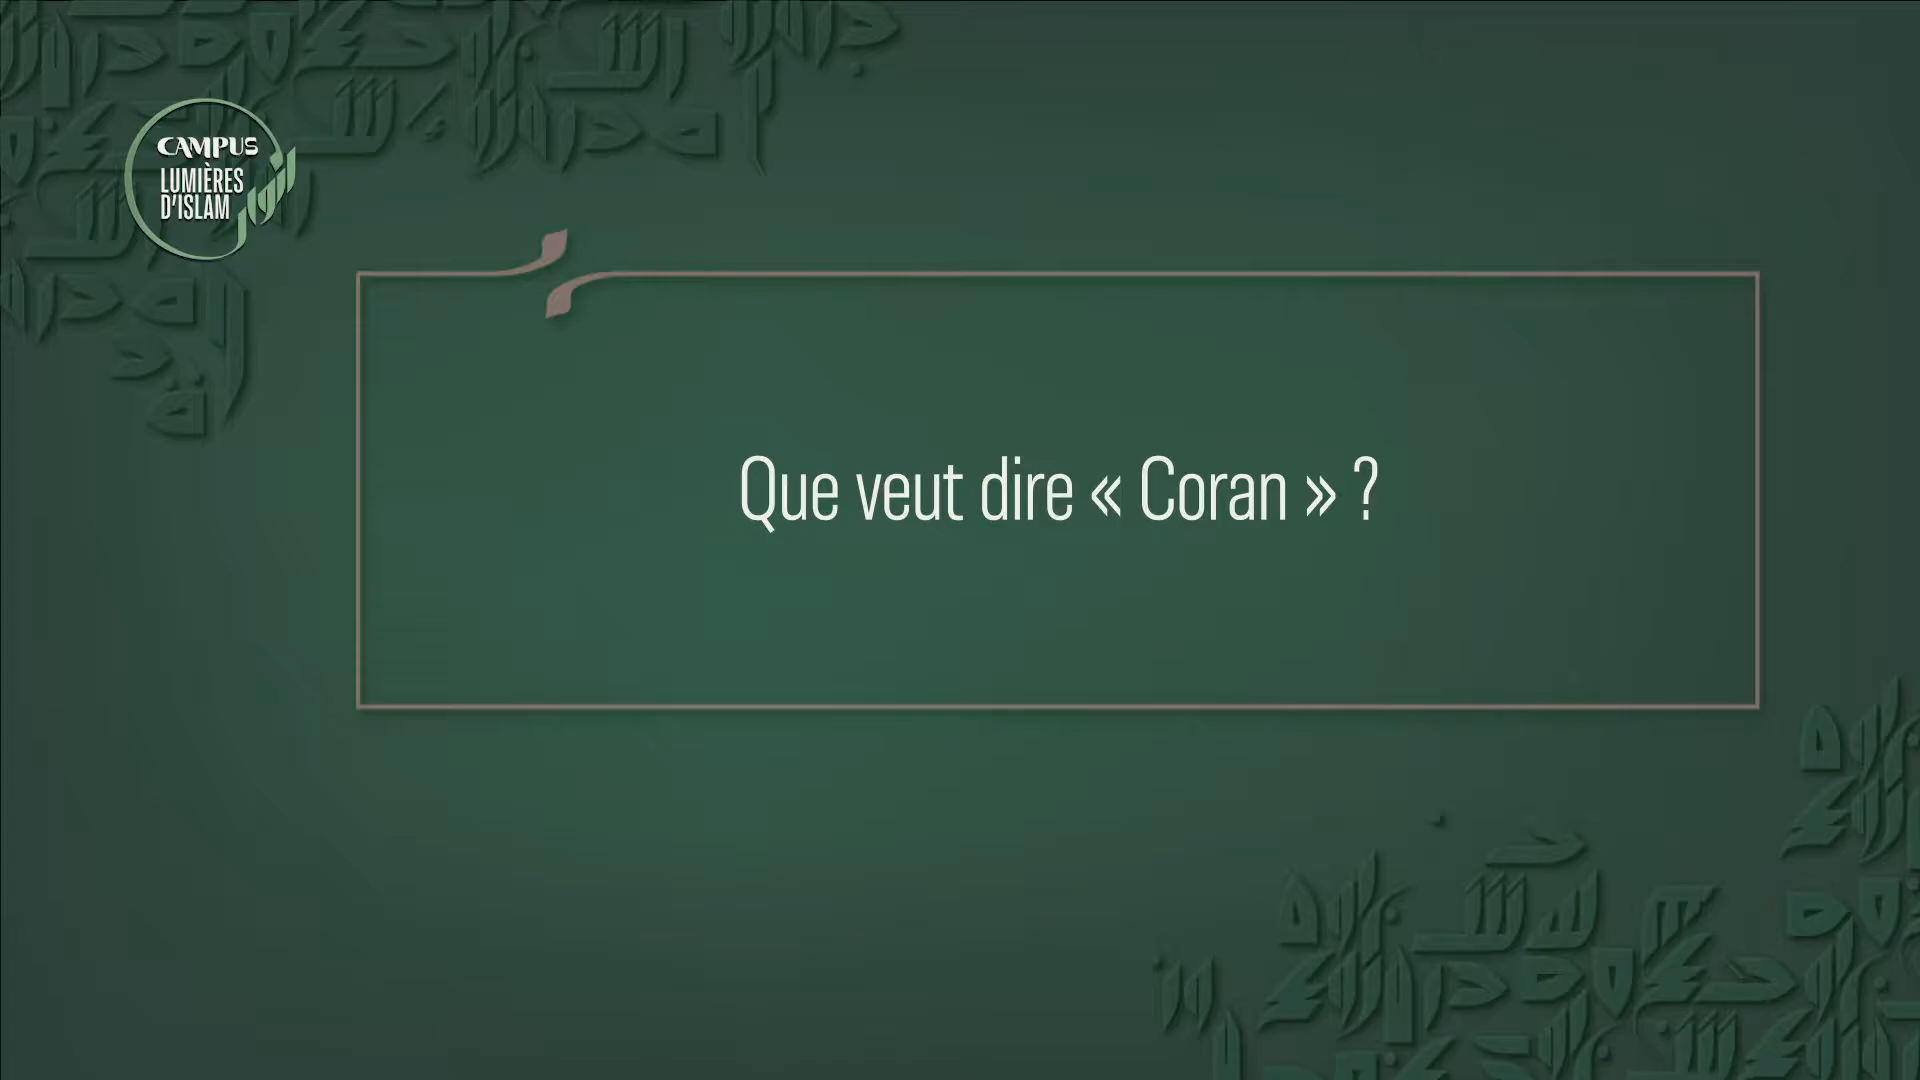 CAMPUS
LUMIÈRES
D'ISLAM
Que veut dire « Coran » ?